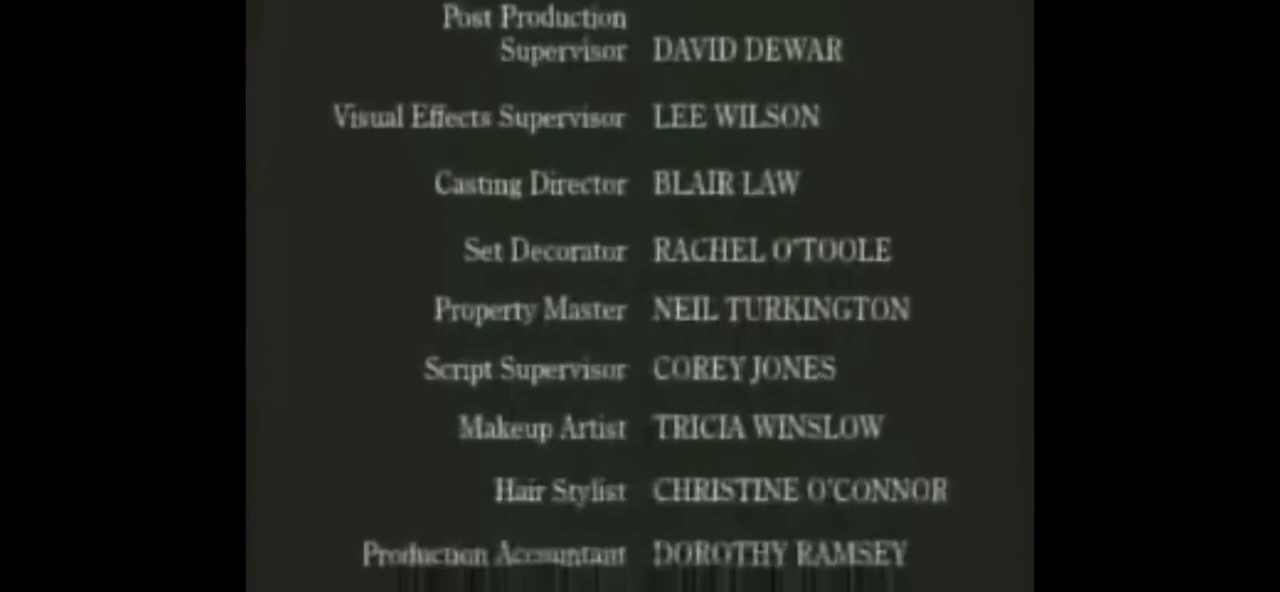 Post Production
Supervisor DAVID DEWAR
Visual Effects Supervisor LEE WILSON
Casting Director BLAIR LAW
Set Decorator RACHEL O'TOOLE
Property Master NEIL TURKINGTON
Script Supervisor COREY JONES
Makeup Artist TRICIA WINSLOW
Hair Stylist CHRISTINE O'CONNOR
Production Accountant DOROTHY RAMSEY